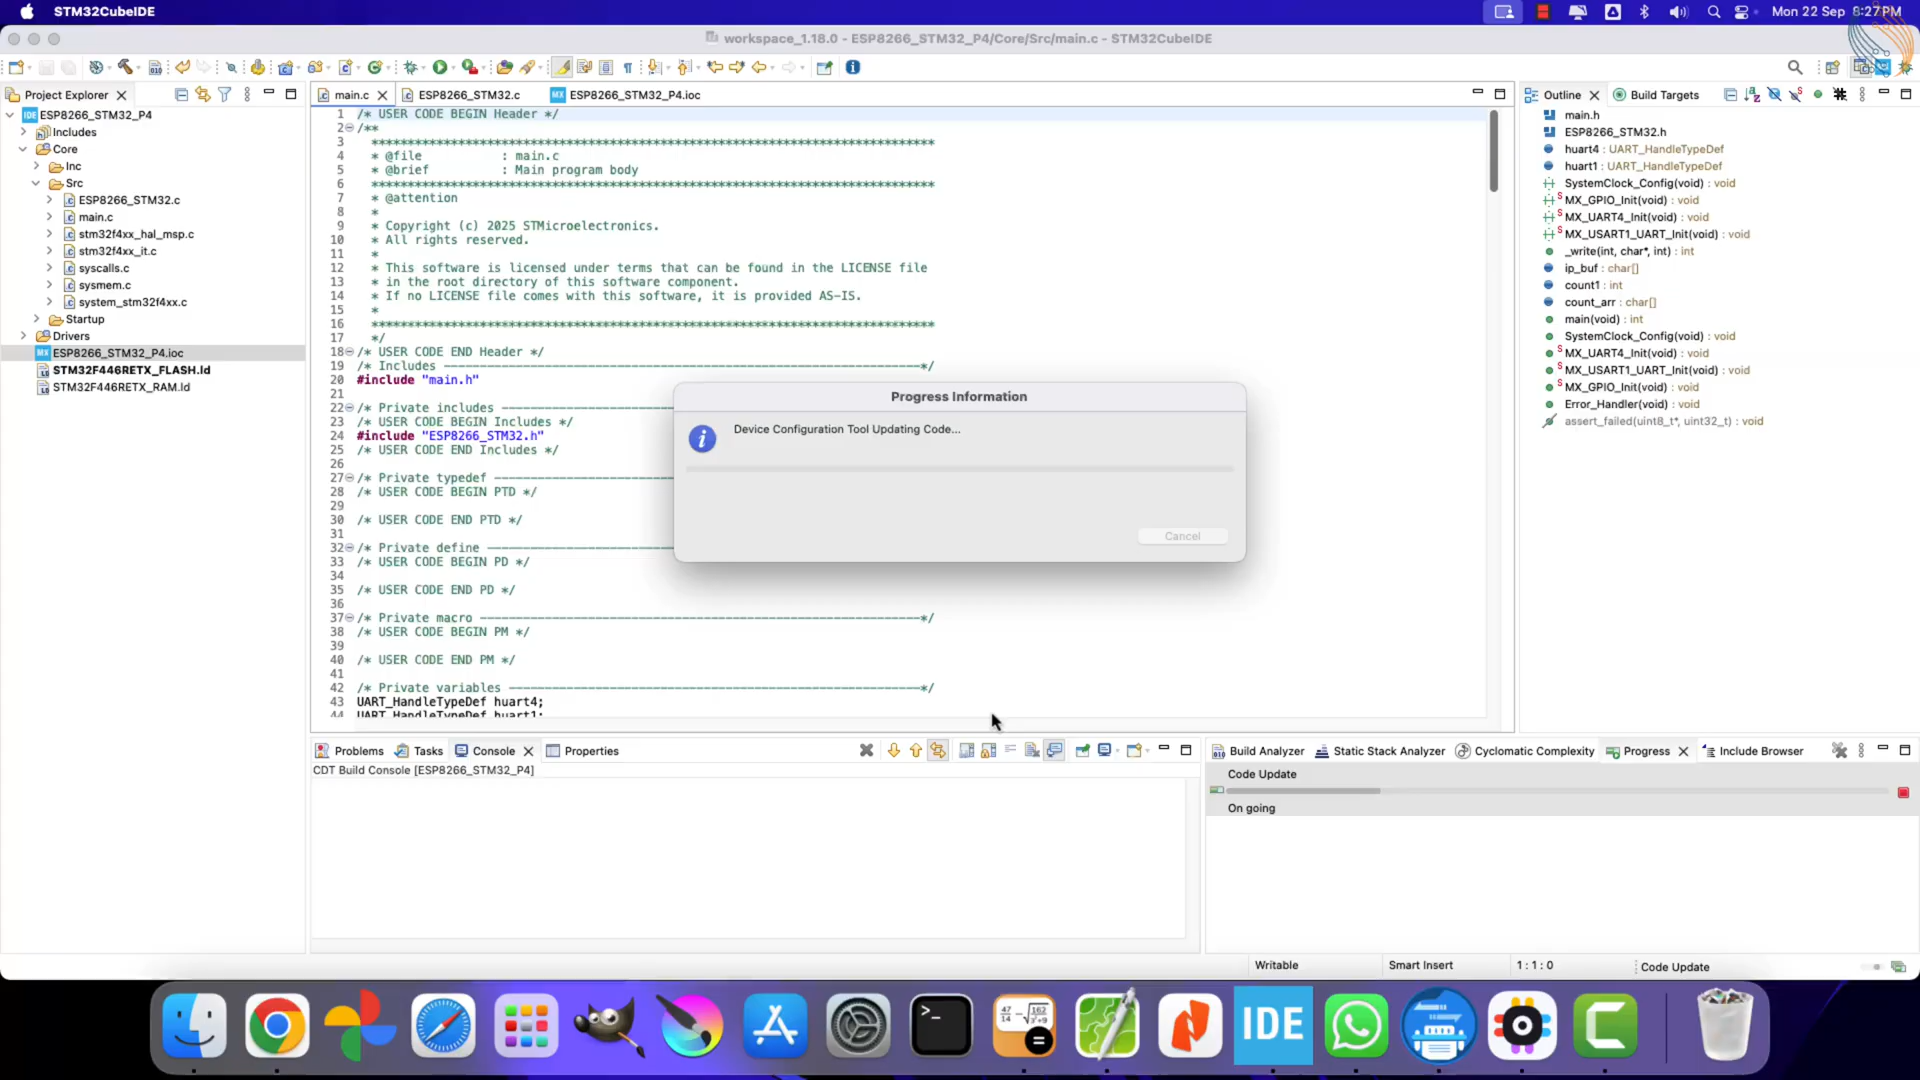 STM32CubeIDE
Mon 22 Sep 8:27PM
workspace_1.18.0 - ESP8266_STM32_P4/Core/Src/main.c - STM32CubeIDE
Project Explorer
ESP8266_STM32_P4
Includes
Core
Inc
Src
ESP8266_STM32.c
main.c
stm32f4xx_hal_msp.c
stm32f4xx_it.c
syscalls.c
sysmem.c
system_stm32f4xx.c
Startup
Drivers
ESP8266_STM32_P4.ioc
STM32F446RETX_FLASH.ld
STM32F446RETX_RAM.ld
main.c
ESP8266_STM32.c
ESP8266_STM32_P4.ioc
1 /* USER CODE BEGIN Header */
2 /**
3 ******************************************************************************
4 * @file : main.c
5 * @brief : Main program body
6 ******************************************************************************
7 * @attention
8 *
9 * Copyright (c) 2025 STMicroelectronics.
10 * All rights reserved.
11 *
12 * This software is licensed under terms that can be found in the LICENSE file
13 * in the root directory of this software component.
14 * If no LICENSE file comes with this software, it is provided AS-IS.
15 *
16 ******************************************************************************
17 */
18 /* USER CODE END Header */
19 /* Includes ------------------------------------------------------------------*/
20 #include "main.h"
21
22 /* Private includes ----------------------
23 /* USER CODE BEGIN Includes */
24 #include "ESP8266_STM32.h"
25 /* USER CODE END Includes */
26
27 /* Private typedef -----------------------
28 /* USER CODE BEGIN PTD */
29
30 /* USER CODE END PTD */
31
32 /* Private define ------------------------
33 /* USER CODE BEGIN PD */
34
35 /* USER CODE END PD */
36
37 /* Private macro -------------------------------------------------------------*/
38 /* USER CODE BEGIN PM */
39
40 /* USER CODE END PM */
41
42 /* Private variables ---------------------------------------------------------*/
43 UART_HandleTypeDef huart4;
44 UART_HandleTypeDef huart1;
Progress Information
Device Configuration Tool Updating Code...
Cancel
Outline
Build Targets
main.h
ESP8266_STM32.h
huart4 : UART_HandleTypeDef
huart1 : UART_HandleTypeDef
SystemClock_Config(void) : void
MX_GPIO_Init(void) : void
MX_UART4_Init(void) : void
MX_USART1_UART_Init(void) : void
_write(int, char*, int) : int
ip_buf : char[]
count1 : int
count_arr : char[]
main(void) : int
SystemClock_Config(void) : void
MX_UART4_Init(void) : void
MX_USART1_UART_Init(void) : void
MX_GPIO_Init(void) : void
Error_Handler(void) : void
assert_failed(uint8_t*, uint32_t) : void
Problems Tasks Console Properties
CDT Build Console [ESP8266_STM32_P4]
Build Analyzer Static Stack Analyzer Cyclomatic Complexity Progress Include Browser
Code Update
On going
Writable Smart Insert 1 : 1 : 0 Code Update
IDE